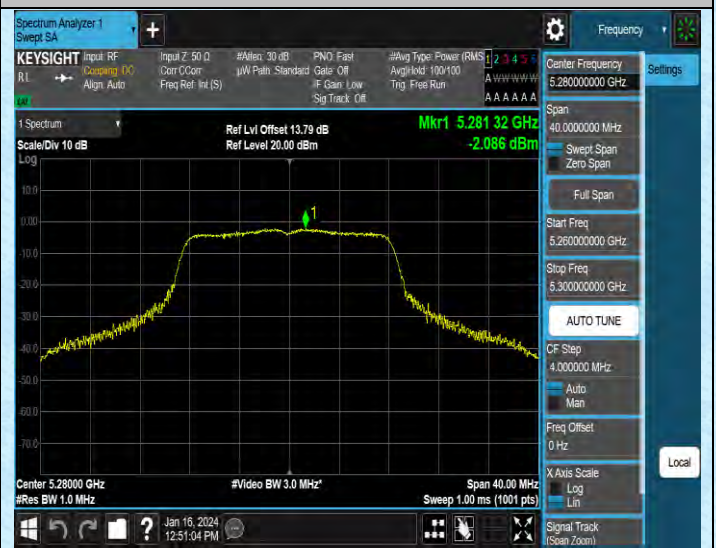 Spectrum Analyzer 1
Swept SA
+
Frequency
KEYSIGHT
Input: RF
Coupling: DC
Align: Auto
Input Z: 50 Ω
Corr CCorr
Freq Ref: Int (S)
#Atten: 30 dB
µW Path: Standard
PNO: Fast
Gate: Off
IF Gain: Low
Sig Track: Off
#Avg Type: Power (RMS
Avg|Hold: 100/100
Trig: Free Run
1 2 3 4 5 6
A W W W W W
A A A A A A
1 Spectrum
Scale/Div 10 dB
Ref Lvl Offset 13.79 dB
Ref Level 20.00 dBm
Mkr1 5.281 32 GHz
-2.086 dBm
Log
10.0
0.00
-10.0
-20.0
-30.0
-40.0
-50.0
-60.0
-70.0
1
Center 5.28000 GHz
#Res BW 1.0 MHz
#Video BW 3.0 MHz*
Span 40.00 MHz
Sweep 1.00 ms (1001 pts)
?
Jan 16, 2024
12:51:04 PM
Center Frequency
5.280000000 GHz
Settings
Span
40.0000000 MHz
Swept Span
Zero Span
Full Span
Start Freq
5.260000000 GHz
Stop Freq
5.300000000 GHz
AUTO TUNE
CF Step
4.000000 MHz
Auto
Man
Freq Offset
0 Hz
X Axis Scale
Log
Lin
Local
Signal Track
(Span Zoom)